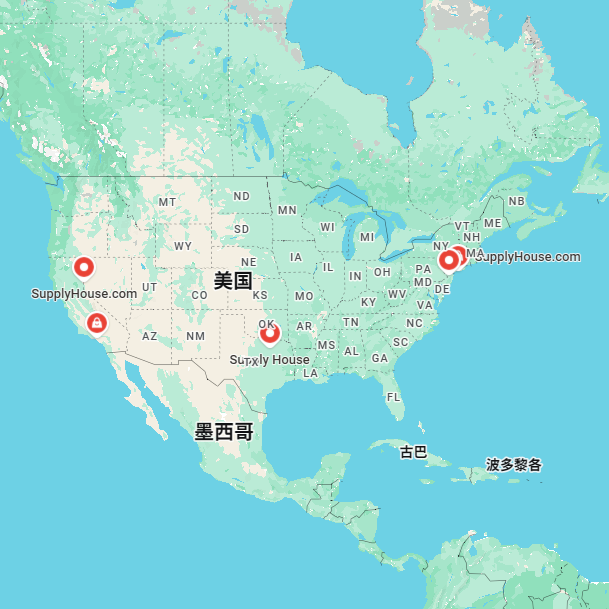 NB
MT
ND
MN
VT
ME
WI
MI
NH
SD
NY
WY
MA
SupplyHouse.com
NE
IA
IL
IN
OH
PA
美国
MD
UT
CO
KS
MO
WV
DE
SupplyHouse.com
KY
VA
OK
AR
TN
NC
AZ
NM
MS
AL
SC
Supply House
TX
GA
LA
FL
墨西哥
古巴
波多黎各